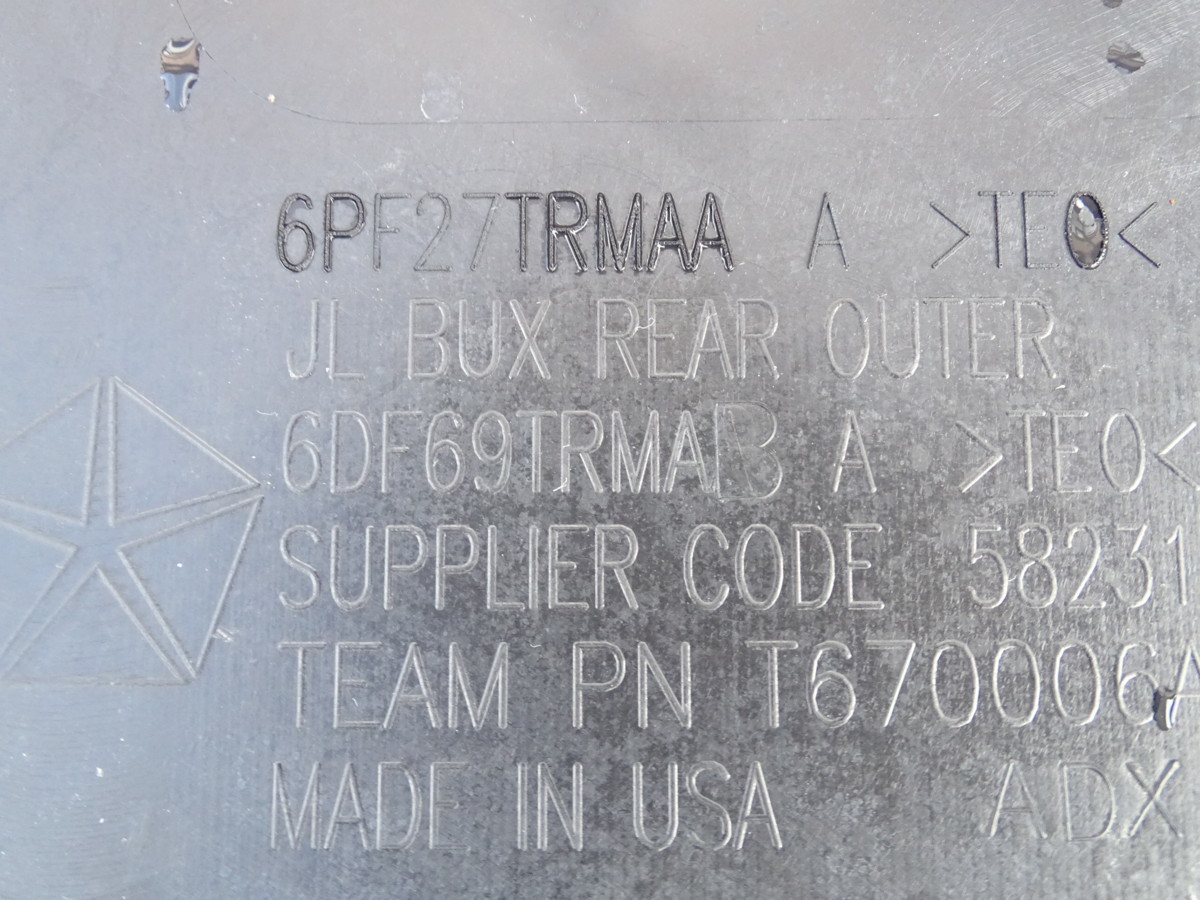 6PF27TRMAA A >TEO<
JL BUX REAR OUTER
6DF69TRMAB A >TEO<
SUPPLIER CODE 58231
TEAM PN T670006A
MADE IN USA ADX